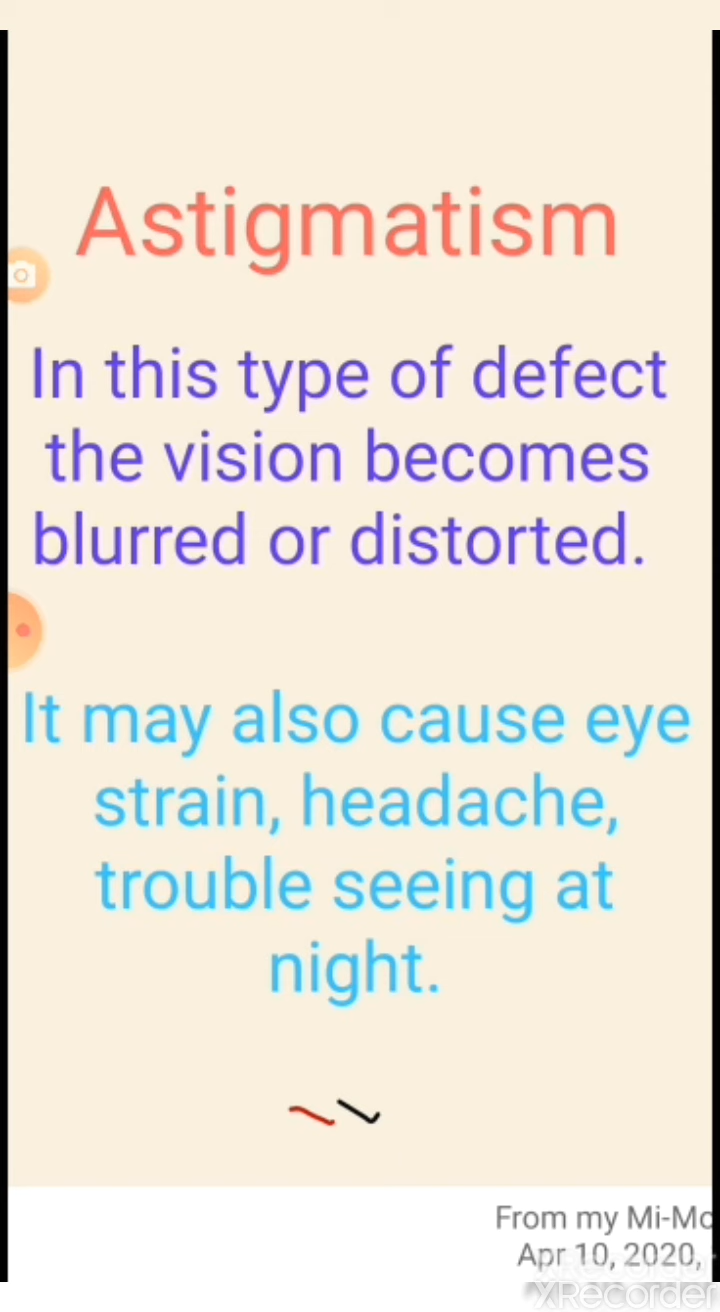 Astigmatism
In this type of defect
the vision becomes
blurred or distorted.
It may also cause eye
strain, headache,
trouble seeing at
night.
From my Mi-Mo
Apr 10, 2020,
XRecorder
XRecorder